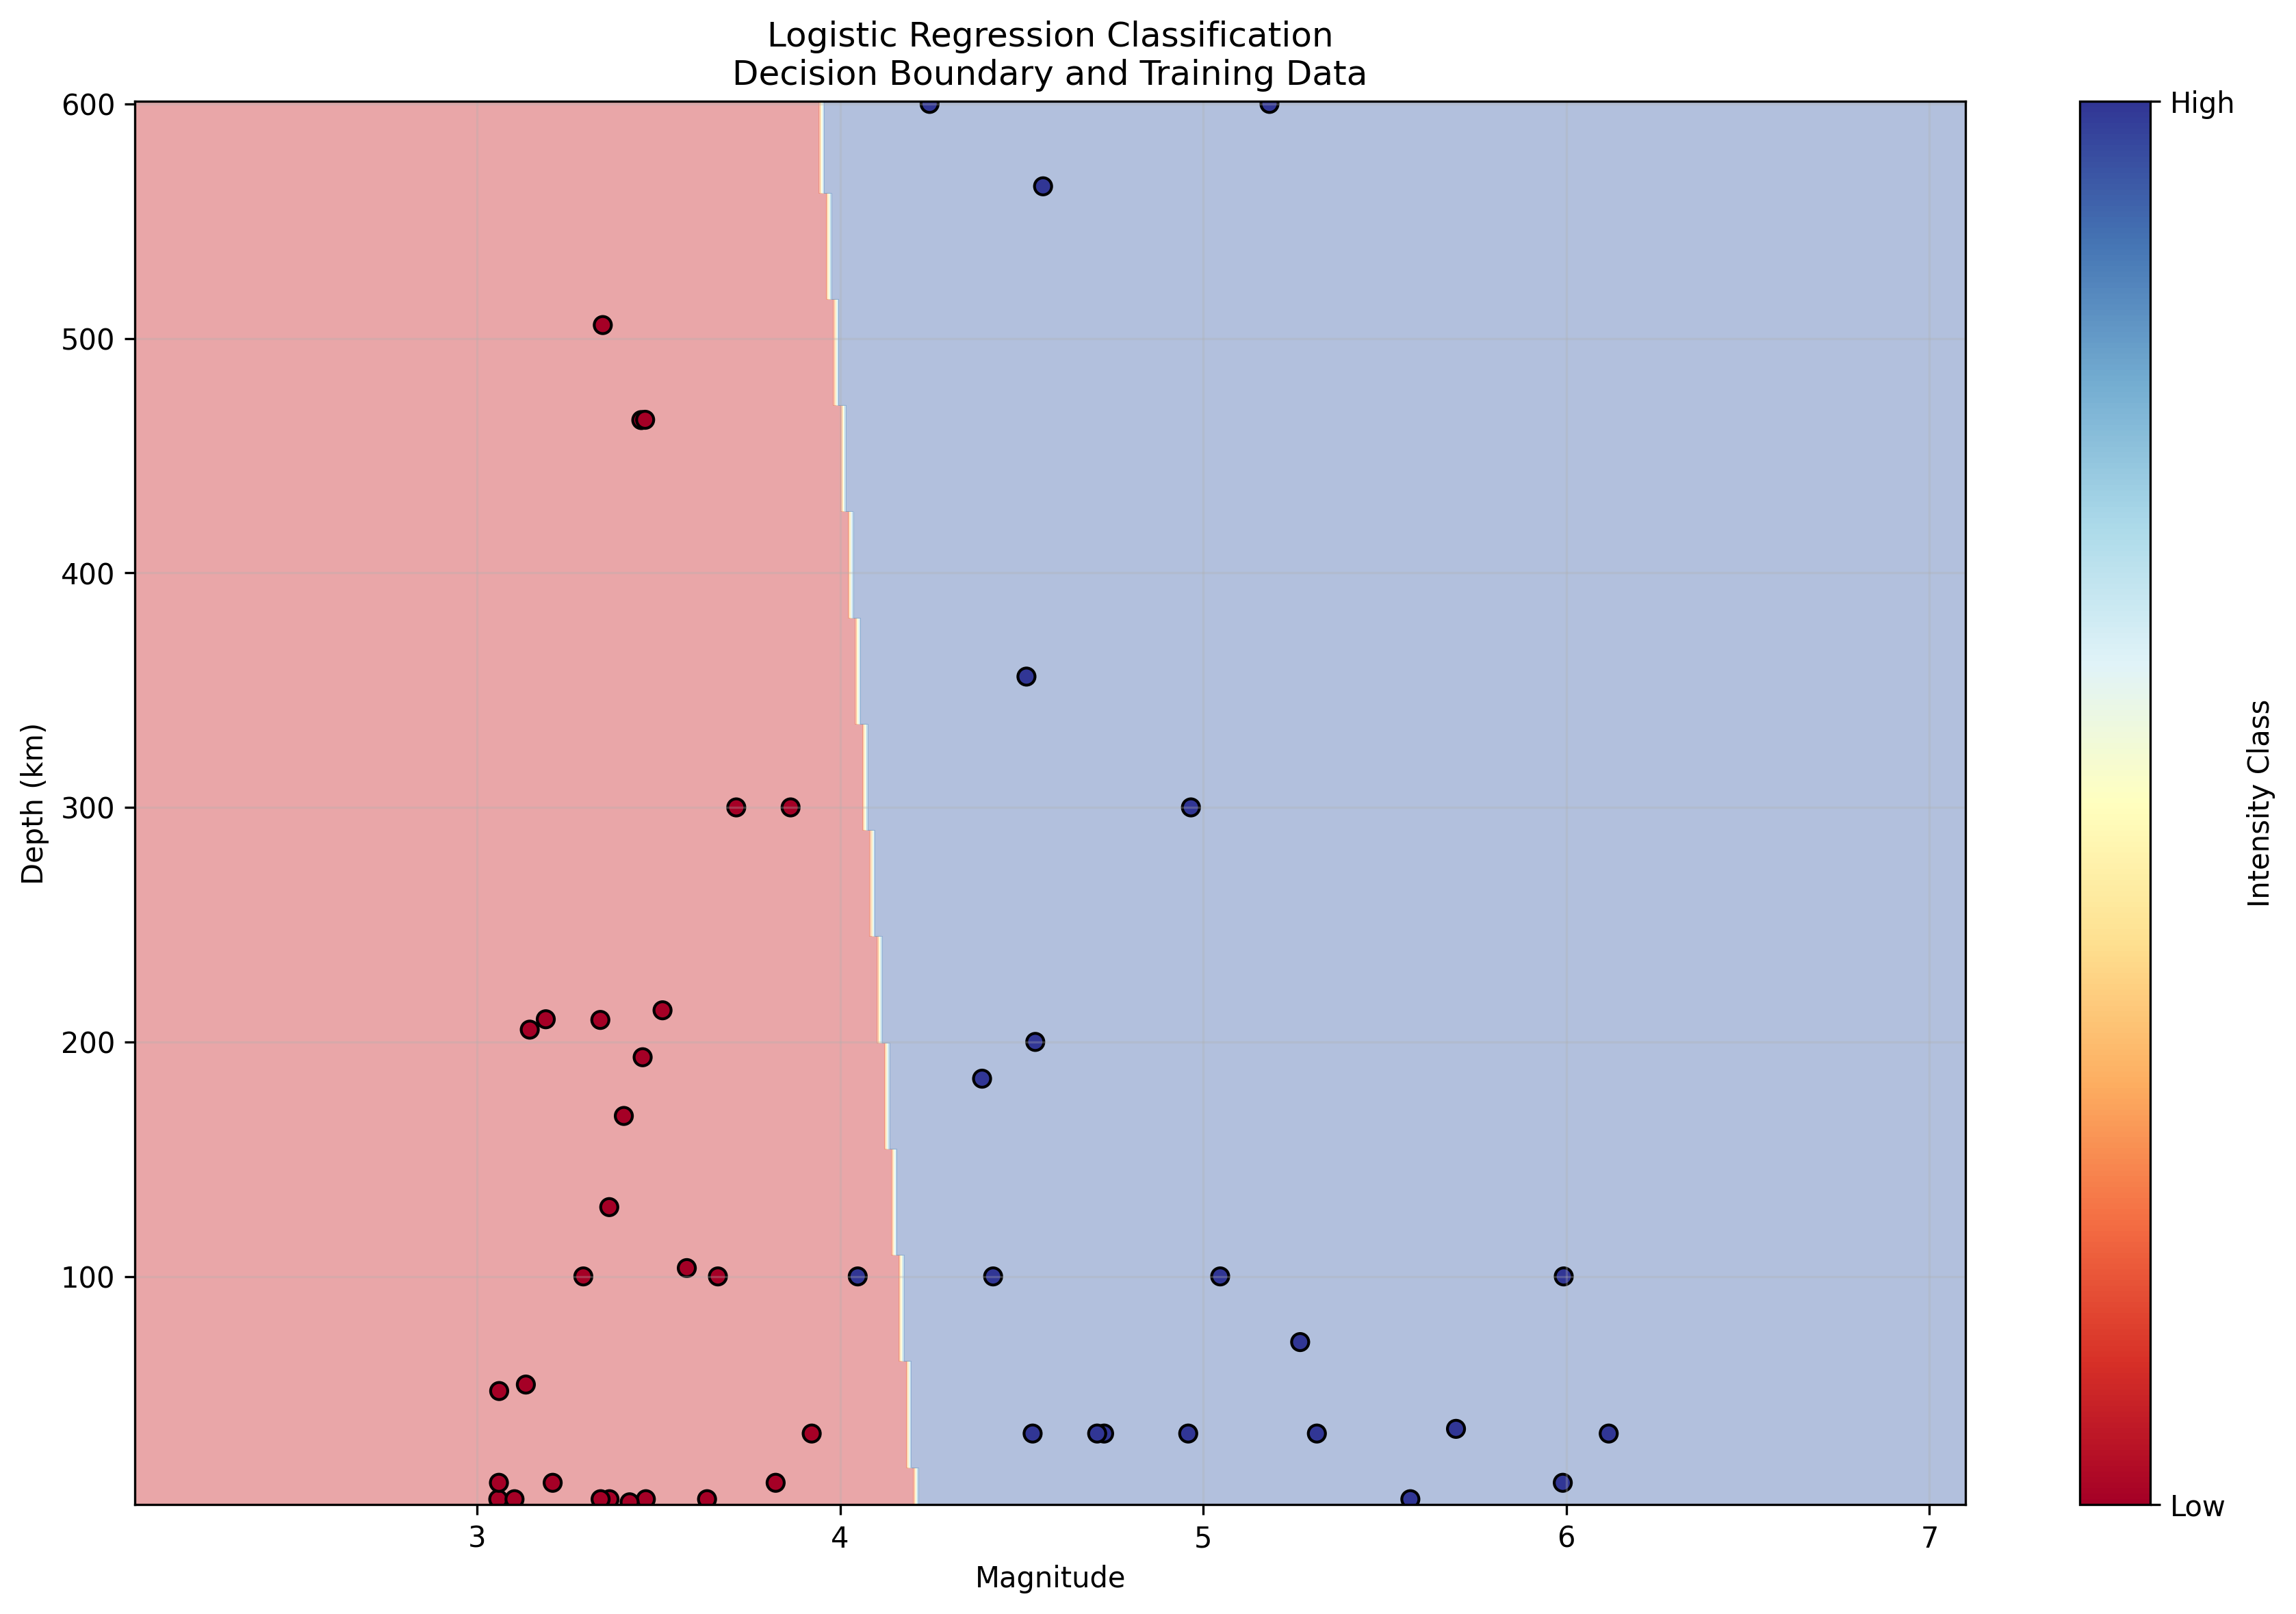 Logistic Regression Classification
Decision Boundary and Training Data
600
500
400
300
200
100
Depth (km)
3
4
5
6
7
Magnitude
High
Low
Intensity Class